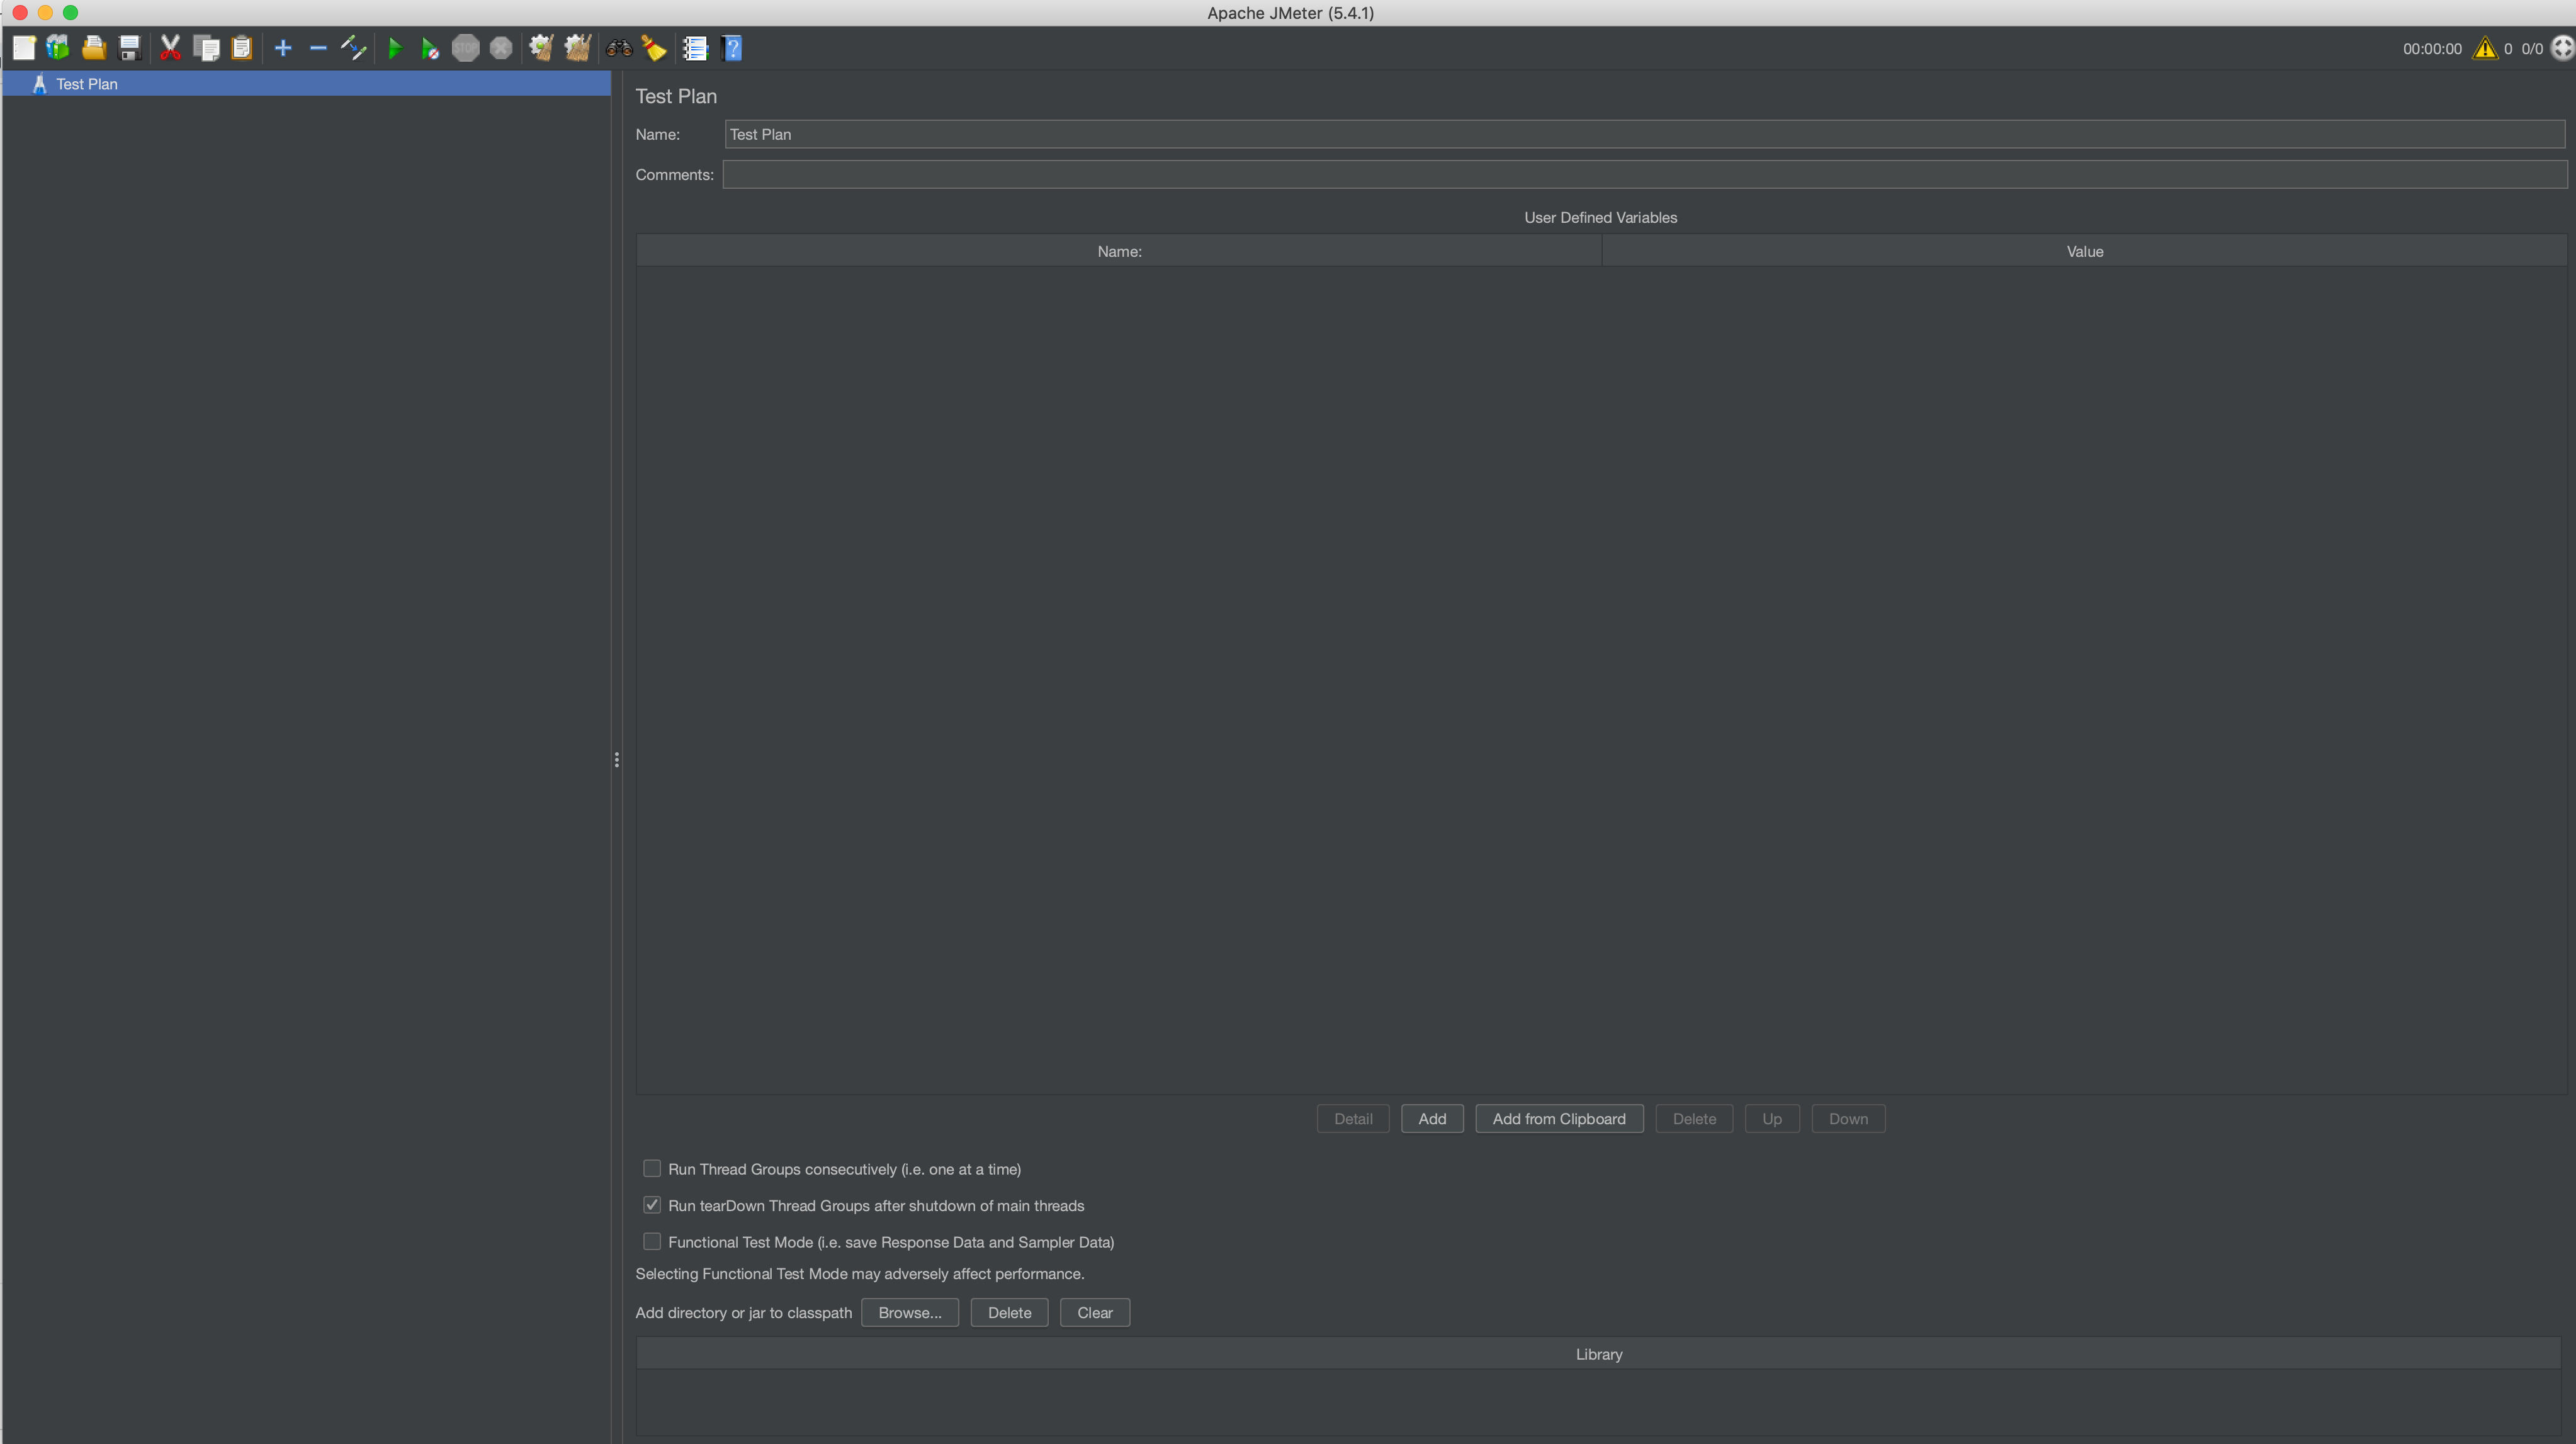 Apache JMeter (5.4.1)
STOP
?
00:00:00 0 0/0
Test Plan
Test Plan
Name: Test Plan
Comments:
User Defined Variables
Name: Value
Detail Add Add from Clipboard Delete Up Down
Run Thread Groups consecutively (i.e. one at a time)
Run tearDown Thread Groups after shutdown of main threads
Functional Test Mode (i.e. save Response Data and Sampler Data)
Selecting Functional Test Mode may adversely affect performance.
Add directory or jar to classpath Browse... Delete Clear
Library